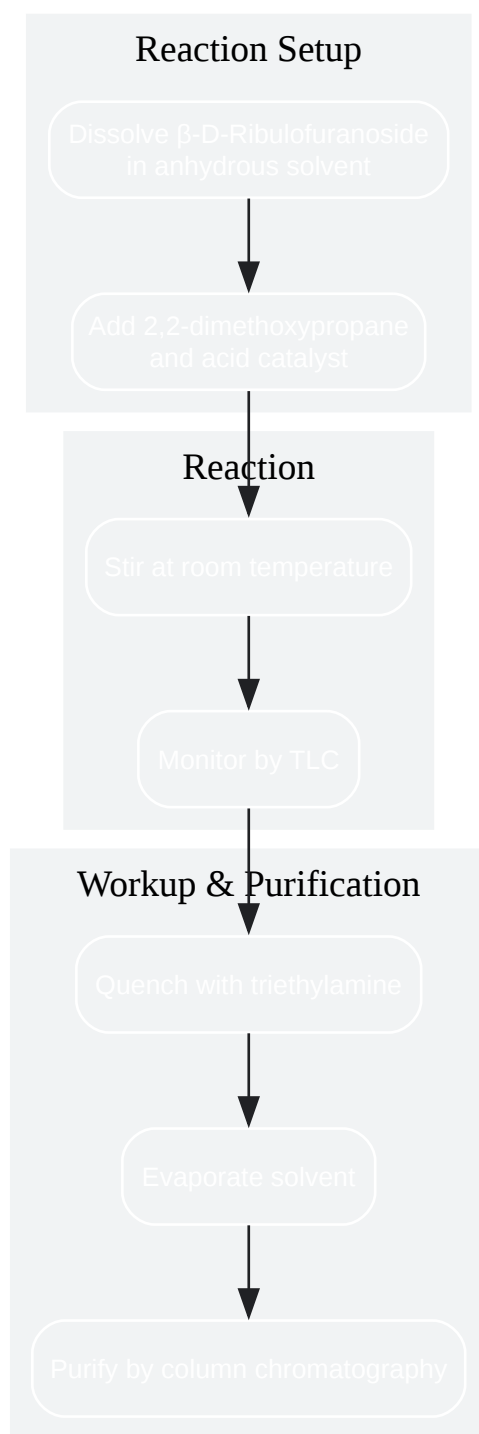 Reaction Setup
Dissolve β-D-Ribulofuranoside
in anhydrous solvent
Add 2,2-dimethoxypropane
and acid catalyst
Reaction
Stir at room temperature
Monitor by TLC
Workup & Purification
Quench with triethylamine
Evaporate solvent
Purify by column chromatography